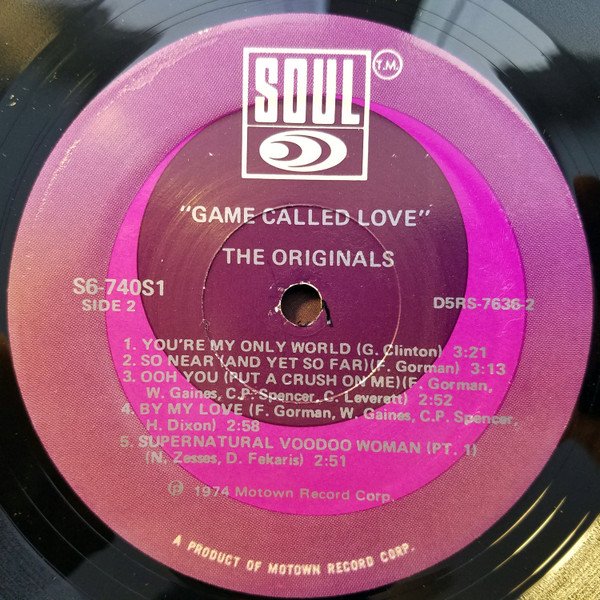 SOUL
T.M.
"GAME CALLED LOVE"
THE ORIGINALS
S6-740S1
SIDE 2
D5RS-7636-2
1. YOU'RE MY ONLY WORLD (G. Clinton) 3:21
2. SO NEAR (AND YET SO FAR)(F. Gorman) 3:13
3. OOH YOU (PUT A CRUSH ON ME)(F. Gorman,
W. Gaines, C.P. Spencer, C. Leverett) 2:52
4. BY MY LOVE (F. Gorman, W. Gaines, C.P. Spencer,
H. Dixon) 2:58
5. SUPERNATURAL VOODOO WOMAN (PT. 1)
(N. Zesses, D. Fekaris) 2:51
℗ 1974 Motown Record Corp.
A PRODUCT OF MOTOWN RECORD CORP.